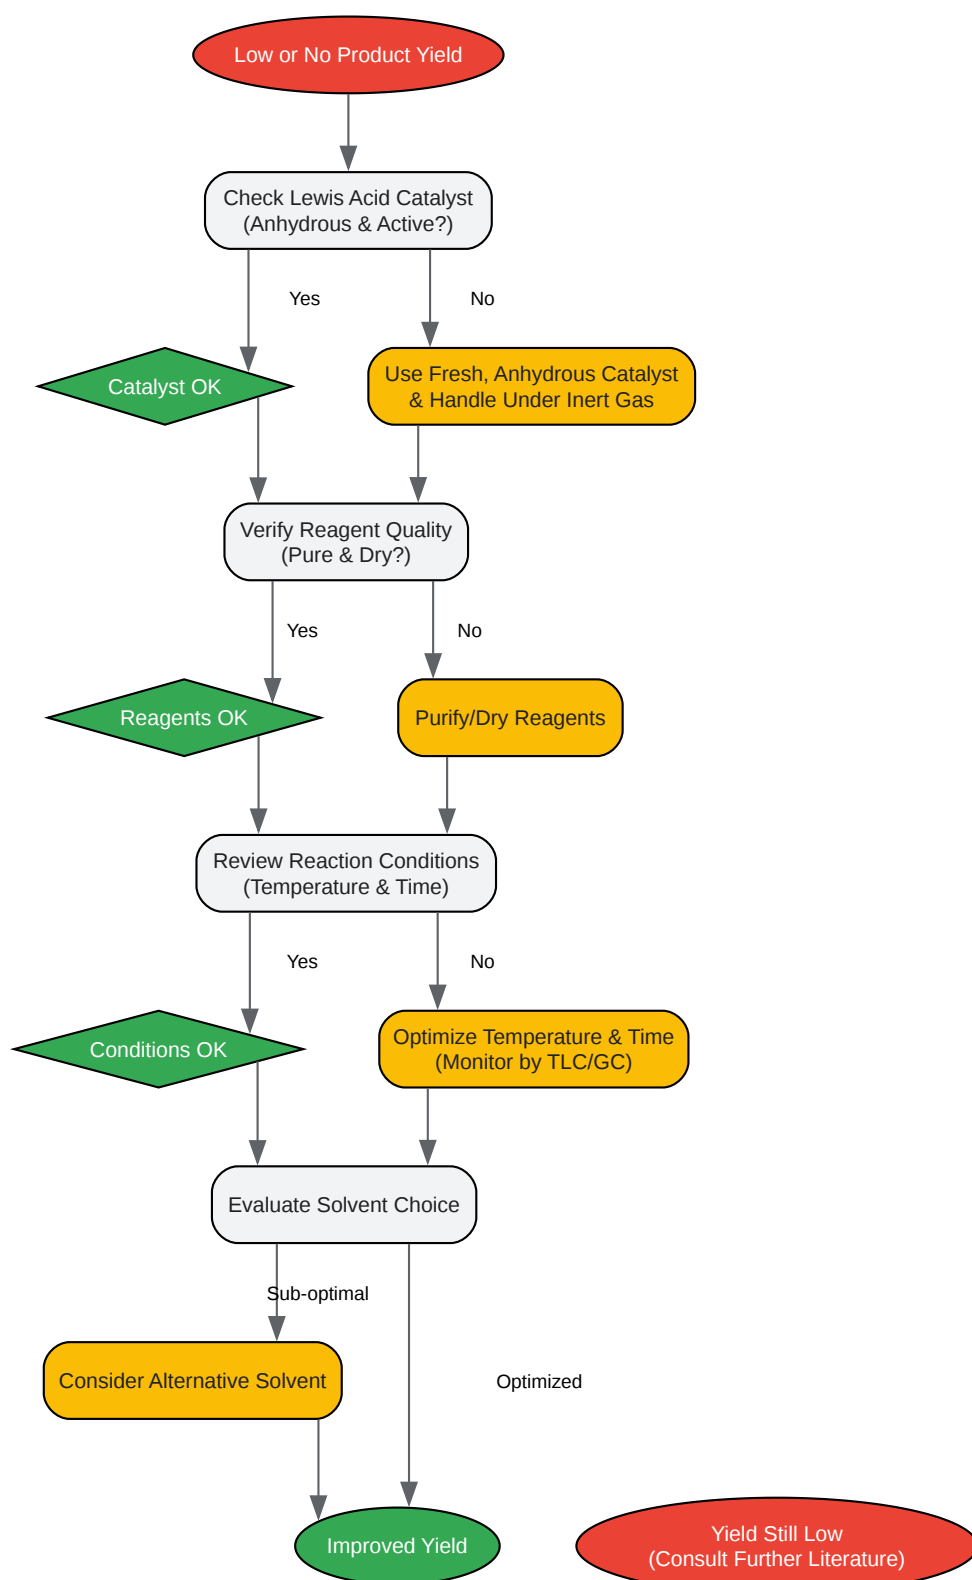 Low or No Product Yield
Check Lewis Acid Catalyst
(Anhydrous & Active?)
Yes
No
Catalyst OK
Use Fresh, Anhydrous Catalyst
& Handle Under Inert Gas
Verify Reagent Quality
(Pure & Dry?)
Yes
No
Reagents OK
Purify/Dry Reagents
Review Reaction Conditions
(Temperature & Time)
Yes
No
Conditions OK
Optimize Temperature & Time
(Monitor by TLC/GC)
Evaluate Solvent Choice
Sub-optimal
Consider Alternative Solvent
Optimized
Improved Yield
Yield Still Low
(Consult Further Literature)